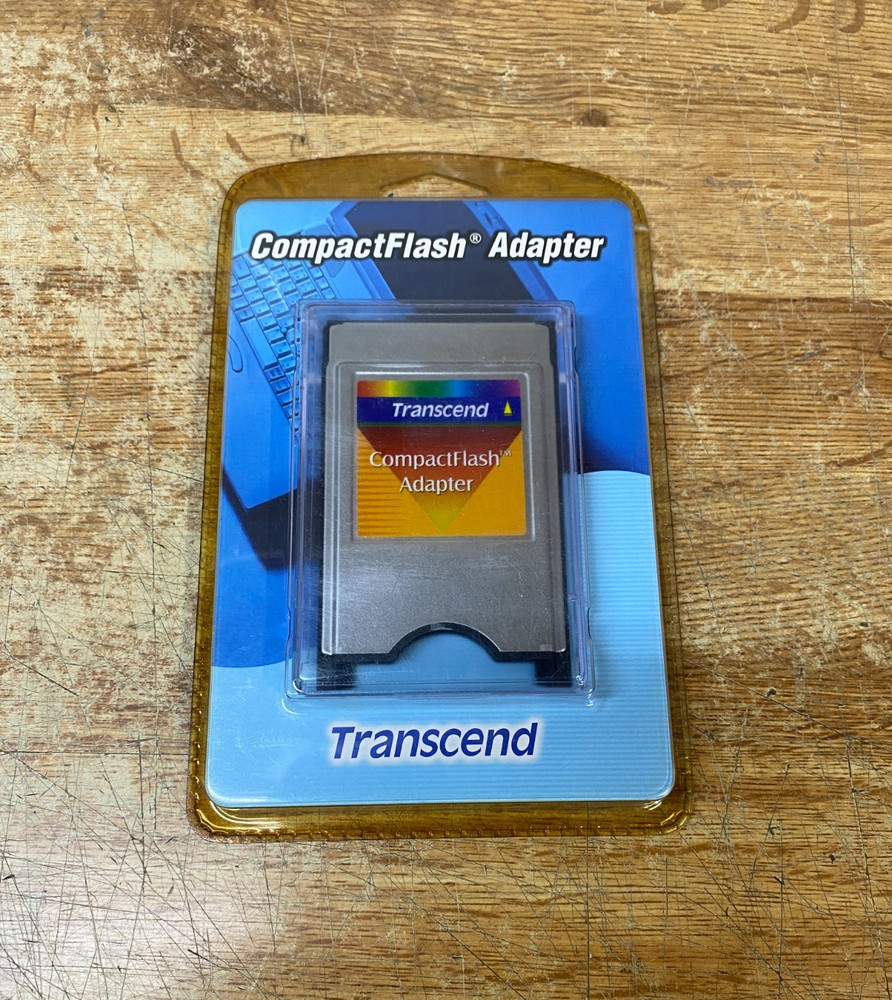 CompactFlash® Adapter
Transcend
CompactFlash™
Adapter
Transcend